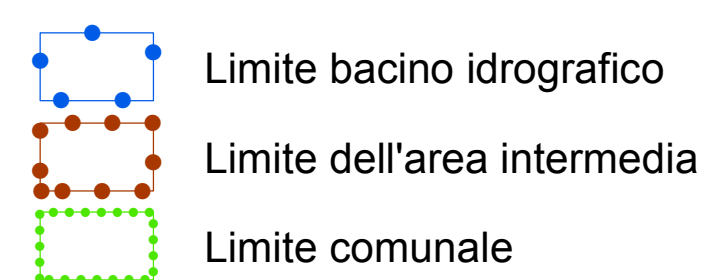 Limite bacino idrografico
Limite dell'area intermedia
Limite comunale